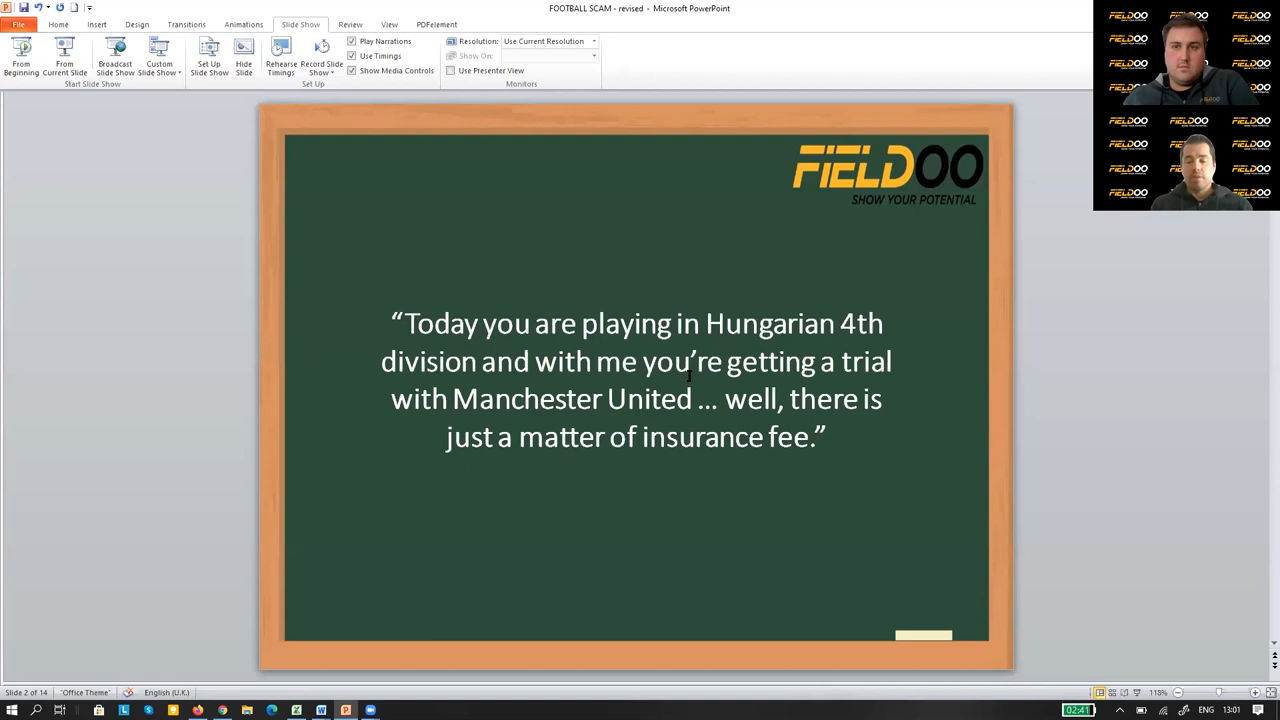 FOOTBALL SCAM - revised - Microsoft PowerPoint
File Home Insert Design Transitions Animations Slide Show Review View PDFelement
From Beginning
From Current Slide
Broadcast Slide Show
Custom Slide Show
Set Up Slide Show
Hide Slide
Rehearse Timings
Record Slide Show
Play Narrations
Use Timings
Show Media Controls
Resolution: Use Current Resolution
Show On:
Use Presenter View
Start Slide Show
Set Up
Monitors
FIELDOO
SHOW YOUR POTENTIAL
“Today you are playing in Hungarian 4th
division and with me you’re getting a trial
with Manchester United ... well, there is
just a matter of insurance fee.”
Slide 2 of 14 "Office Theme" English (U.K.) 118%
02:41 ENG 13:01